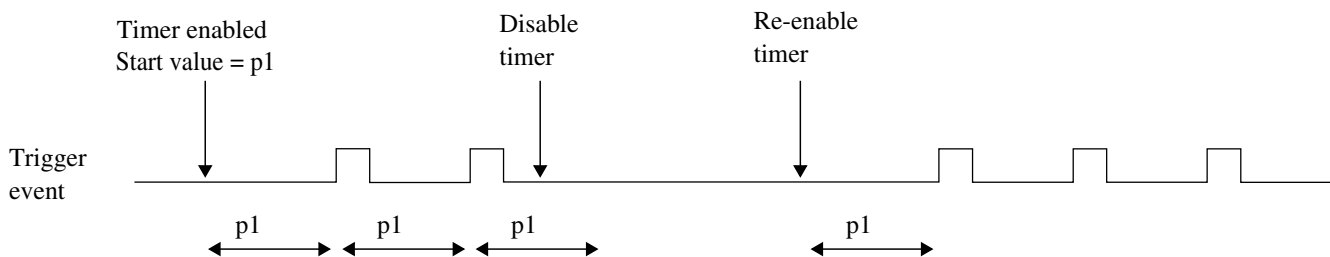 Timer enabled
Start value = p1
Disable
timer
Re-enable
timer
Trigger
event
p1
p1
p1
p1